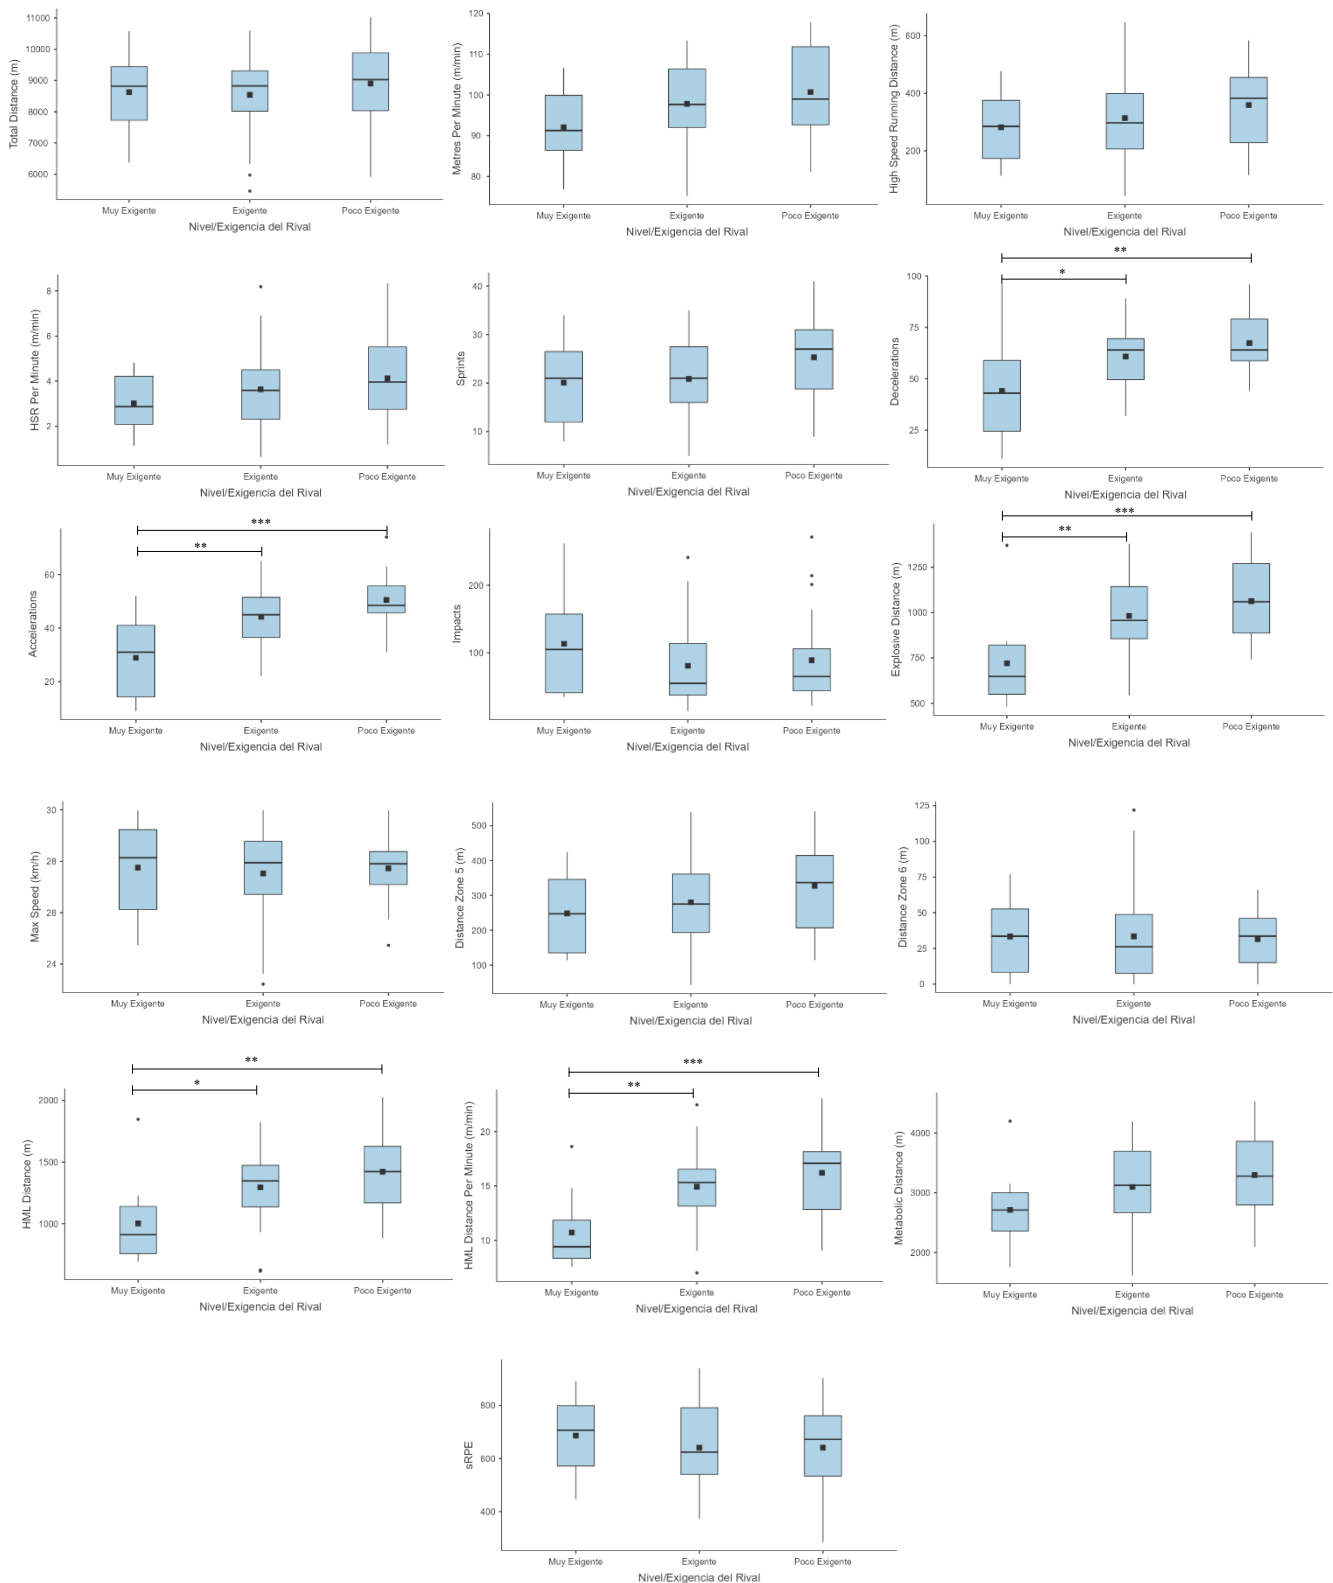 11000
10000
9000
8000
7000
6000
Total Distance (m)
Muy Exigente Exigente Poco Exigente
Nivel/Exigencia del Rival
120
110
100
90
80
Metres Per Minute (m/min)
Muy Exigente Exigente Poco Exigente
Nivel/Exigencia del Rival
600
400
200
High Speed Running Distance (m)
Muy Exigente Exigente Poco Exigente
Nivel/Exigencia del Rival
8
6
4
2
HSR Per Minute (m/min)
Muy Exigente Exigente Poco Exigente
Nivel/Exigencia del Rival
40
30
20
10
Sprints
Muy Exigente Exigente Poco Exigente
Nivel/Exigencia del Rival
**
*
100
75
50
25
Decelerations
Muy Exigente Exigente Poco Exigente
Nivel/Exigencia del Rival
***
**
60
40
20
Accelerations
Muy Exigente Exigente Poco Exigente
Nivel/Exigencia del Rival
200
100
Impacts
Muy Exigente Exigente Poco Exigente
Nivel/Exigencia del Rival
***
**
1250
1000
750
500
Explosive Distance (m)
Muy Exigente Exigente Poco Exigente
Nivel/Exigencia del Rival
30
28
26
24
Max Speed (km/h)
Muy Exigente Exigente Poco Exigente
Nivel/Exigencia del Rival
500
400
300
200
100
Distance Zone 5 (m)
Muy Exigente Exigente Poco Exigente
Nivel/Exigencia del Rival
125
100
75
50
25
0
Distance Zone 6 (m)
Muy Exigente Exigente Poco Exigente
Nivel/Exigencia del Rival
**
*
2000
1500
1000
HML Distance (m)
Muy Exigente Exigente Poco Exigente
Nivel/Exigencia del Rival
***
**
20
15
10
HML Distance Per Minute (m/min)
Muy Exigente Exigente Poco Exigente
Nivel/Exigencia del Rival
4000
3000
2000
Metabolic Distance (m)
Muy Exigente Exigente Poco Exigente
Nivel/Exigencia del Rival
800
600
400
sRPE
Muy Exigente Exigente Poco Exigente
Nivel/Exigencia del Rival